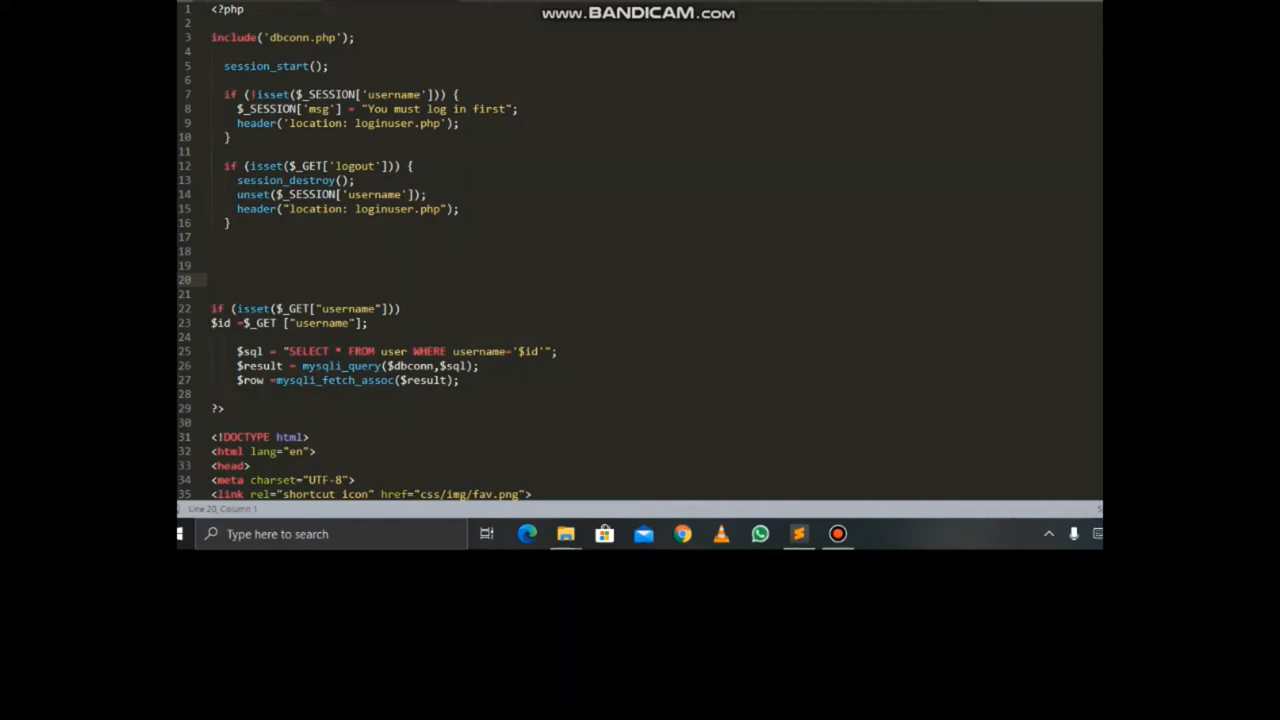 www.BANDICAM.com
1 <?php
2
3 include('dbconn.php');
4
5 session_start();
6
7 if (!isset($_SESSION['username'])) {
8 $_SESSION['msg'] = "You must log in first";
9 header('location: loginuser.php');
10 }
11
12 if (isset($_GET['logout'])) {
13 session_destroy();
14 unset($_SESSION['username']);
15 header("location: loginuser.php");
16 }
17
18
19
20
21
22 if (isset($_GET["username"]))
23 $id =$_GET ["username"];
24
25 $sql = "SELECT * FROM user WHERE username='$id'";
26 $result = mysqli_query($dbconn,$sql);
27 $row =mysqli_fetch_assoc($result);
28
29 ?>
30
31 <!DOCTYPE html>
32 <html lang="en">
33 <head>
34 <meta charset="UTF-8">
35 <link rel="shortcut icon" href="css/img/fav.png">
Line 20, Column 1
Type here to search